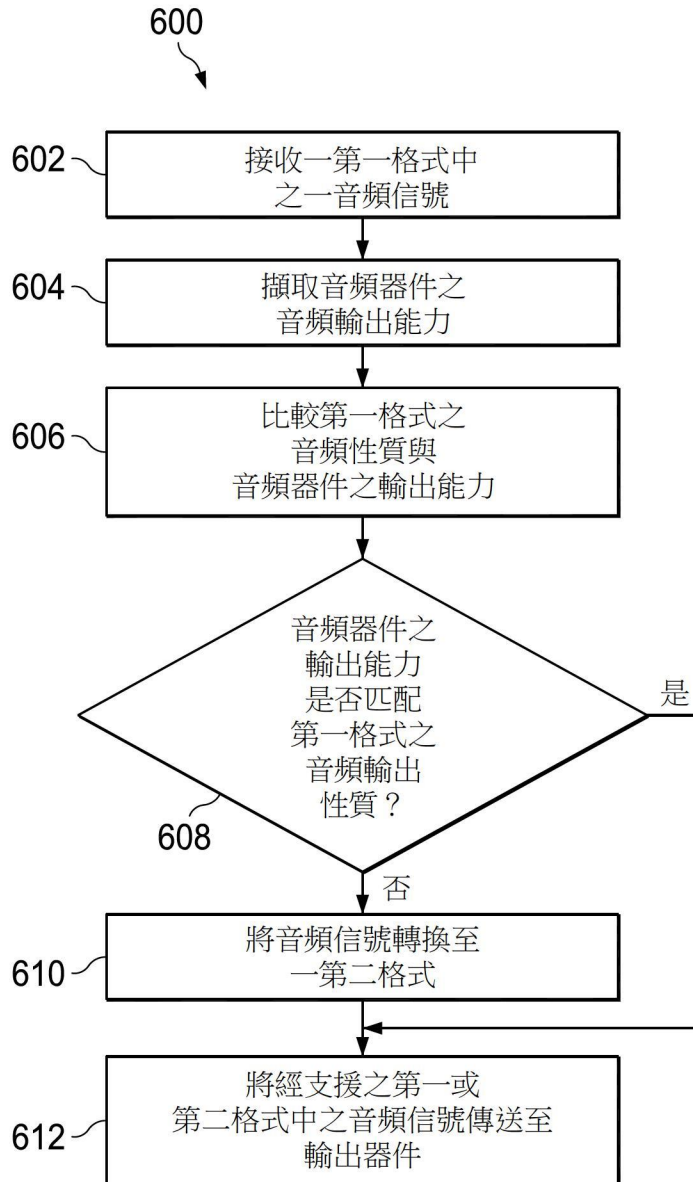 600
602
接收一第一格式中
之一音頻信號
604
擷取音頻器件之
音頻輸出能力
606
比較第一格式之
音頻性質與
音頻器件之輸出能力
音頻器件之
輸出能力
是否匹配
第一格式之
音頻輸出
性質？
是
608
否
610
將音頻信號轉換至
一第二格式
612
將經支援之第一或
第二格式中之音頻信號傳送至
輸出器件